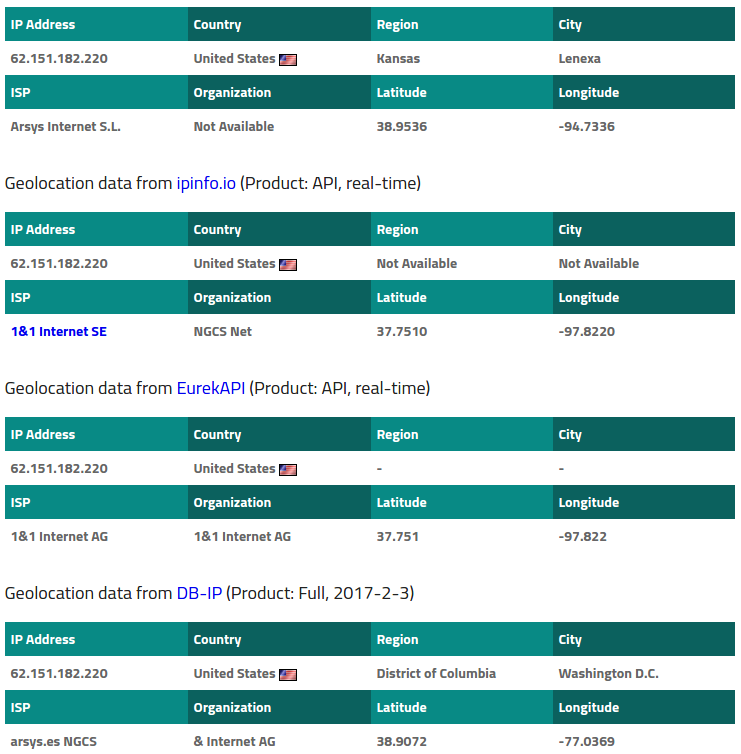 IP Address Country Region City
62.151.182.220 United States Kansas Lenexa
ISP Organization Latitude Longitude
Arsys Internet S.L. Not Available 38.9536 -94.7336
Geolocation data from ipinfo.io (Product: API, real-time)
IP Address Country Region City
62.151.182.220 United States Not Available Not Available
ISP Organization Latitude Longitude
1&1 Internet SE NGCS Net 37.7510 -97.8220
Geolocation data from EurekAPI (Product: API, real-time)
IP Address Country Region City
62.151.182.220 United States - -
ISP Organization Latitude Longitude
1&1 Internet AG 1&1 Internet AG 37.751 -97.822
Geolocation data from DB-IP (Product: Full, 2017-2-3)
IP Address Country Region City
62.151.182.220 United States District of Columbia Washington D.C.
ISP Organization Latitude Longitude
arsys.es NGCS & Internet AG 38.9072 -77.0369